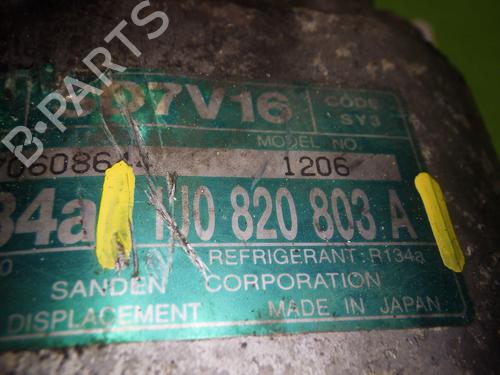 B-PARTS
SD7V16
CODE
SY3
MODEL NO.
1206
34a
1J0 820 803 A
REFRIGERANT: R134a
SANDEN CORPORATION
DISPLACEMENT
MADE IN JAPAN